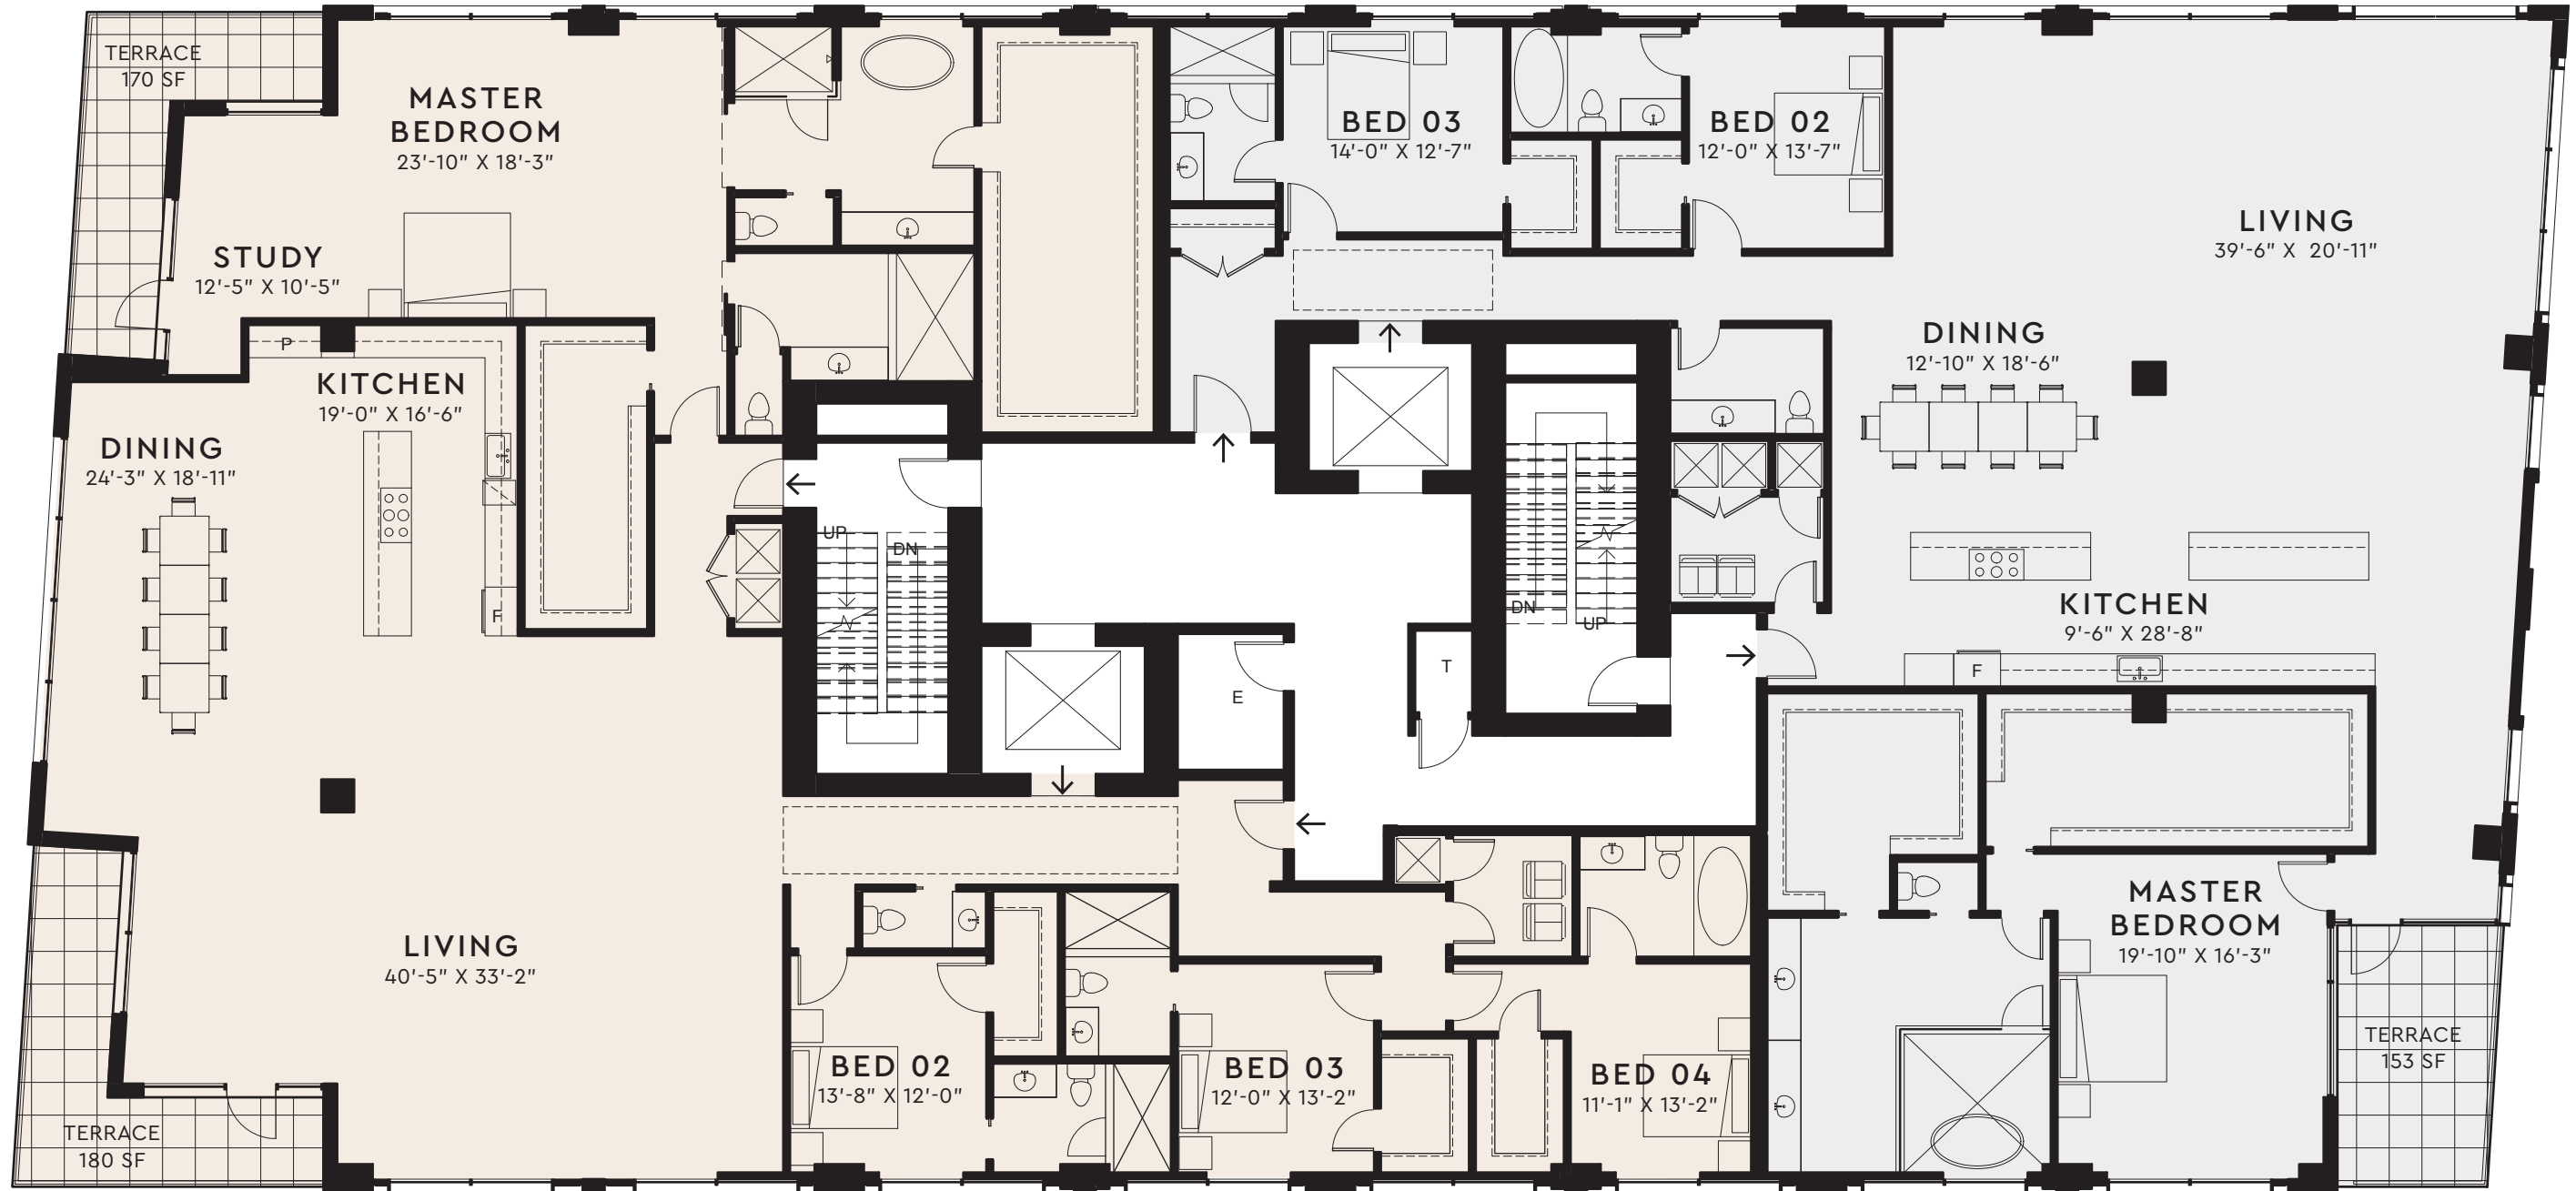 TERRACE
170 SF
MASTER
BEDROOM
23'-10" X 18'-3"
STUDY
12'-5" X 10'-5"
P
KITCHEN
19'-0" X 16'-6"
DINING
24'-3" X 18'-11"
F
LIVING
40'-5" X 33'-2"
TERRACE
180 SF
UP
DN
E
T
BED 02
13'-8" X 12'-0"
BED 03
12'-0" X 13'-2"
BED 04
11'-1" X 13'-2"
BED 03
14'-0" X 12'-7"
BED 02
12'-0" X 13'-7"
LIVING
39'-6" X 20'-11"
DINING
12'-10" X 18'-6"
DN
UP
KITCHEN
9'-6" X 28'-8"
F
MASTER
BEDROOM
19'-10" X 16'-3"
TERRACE
153 SF